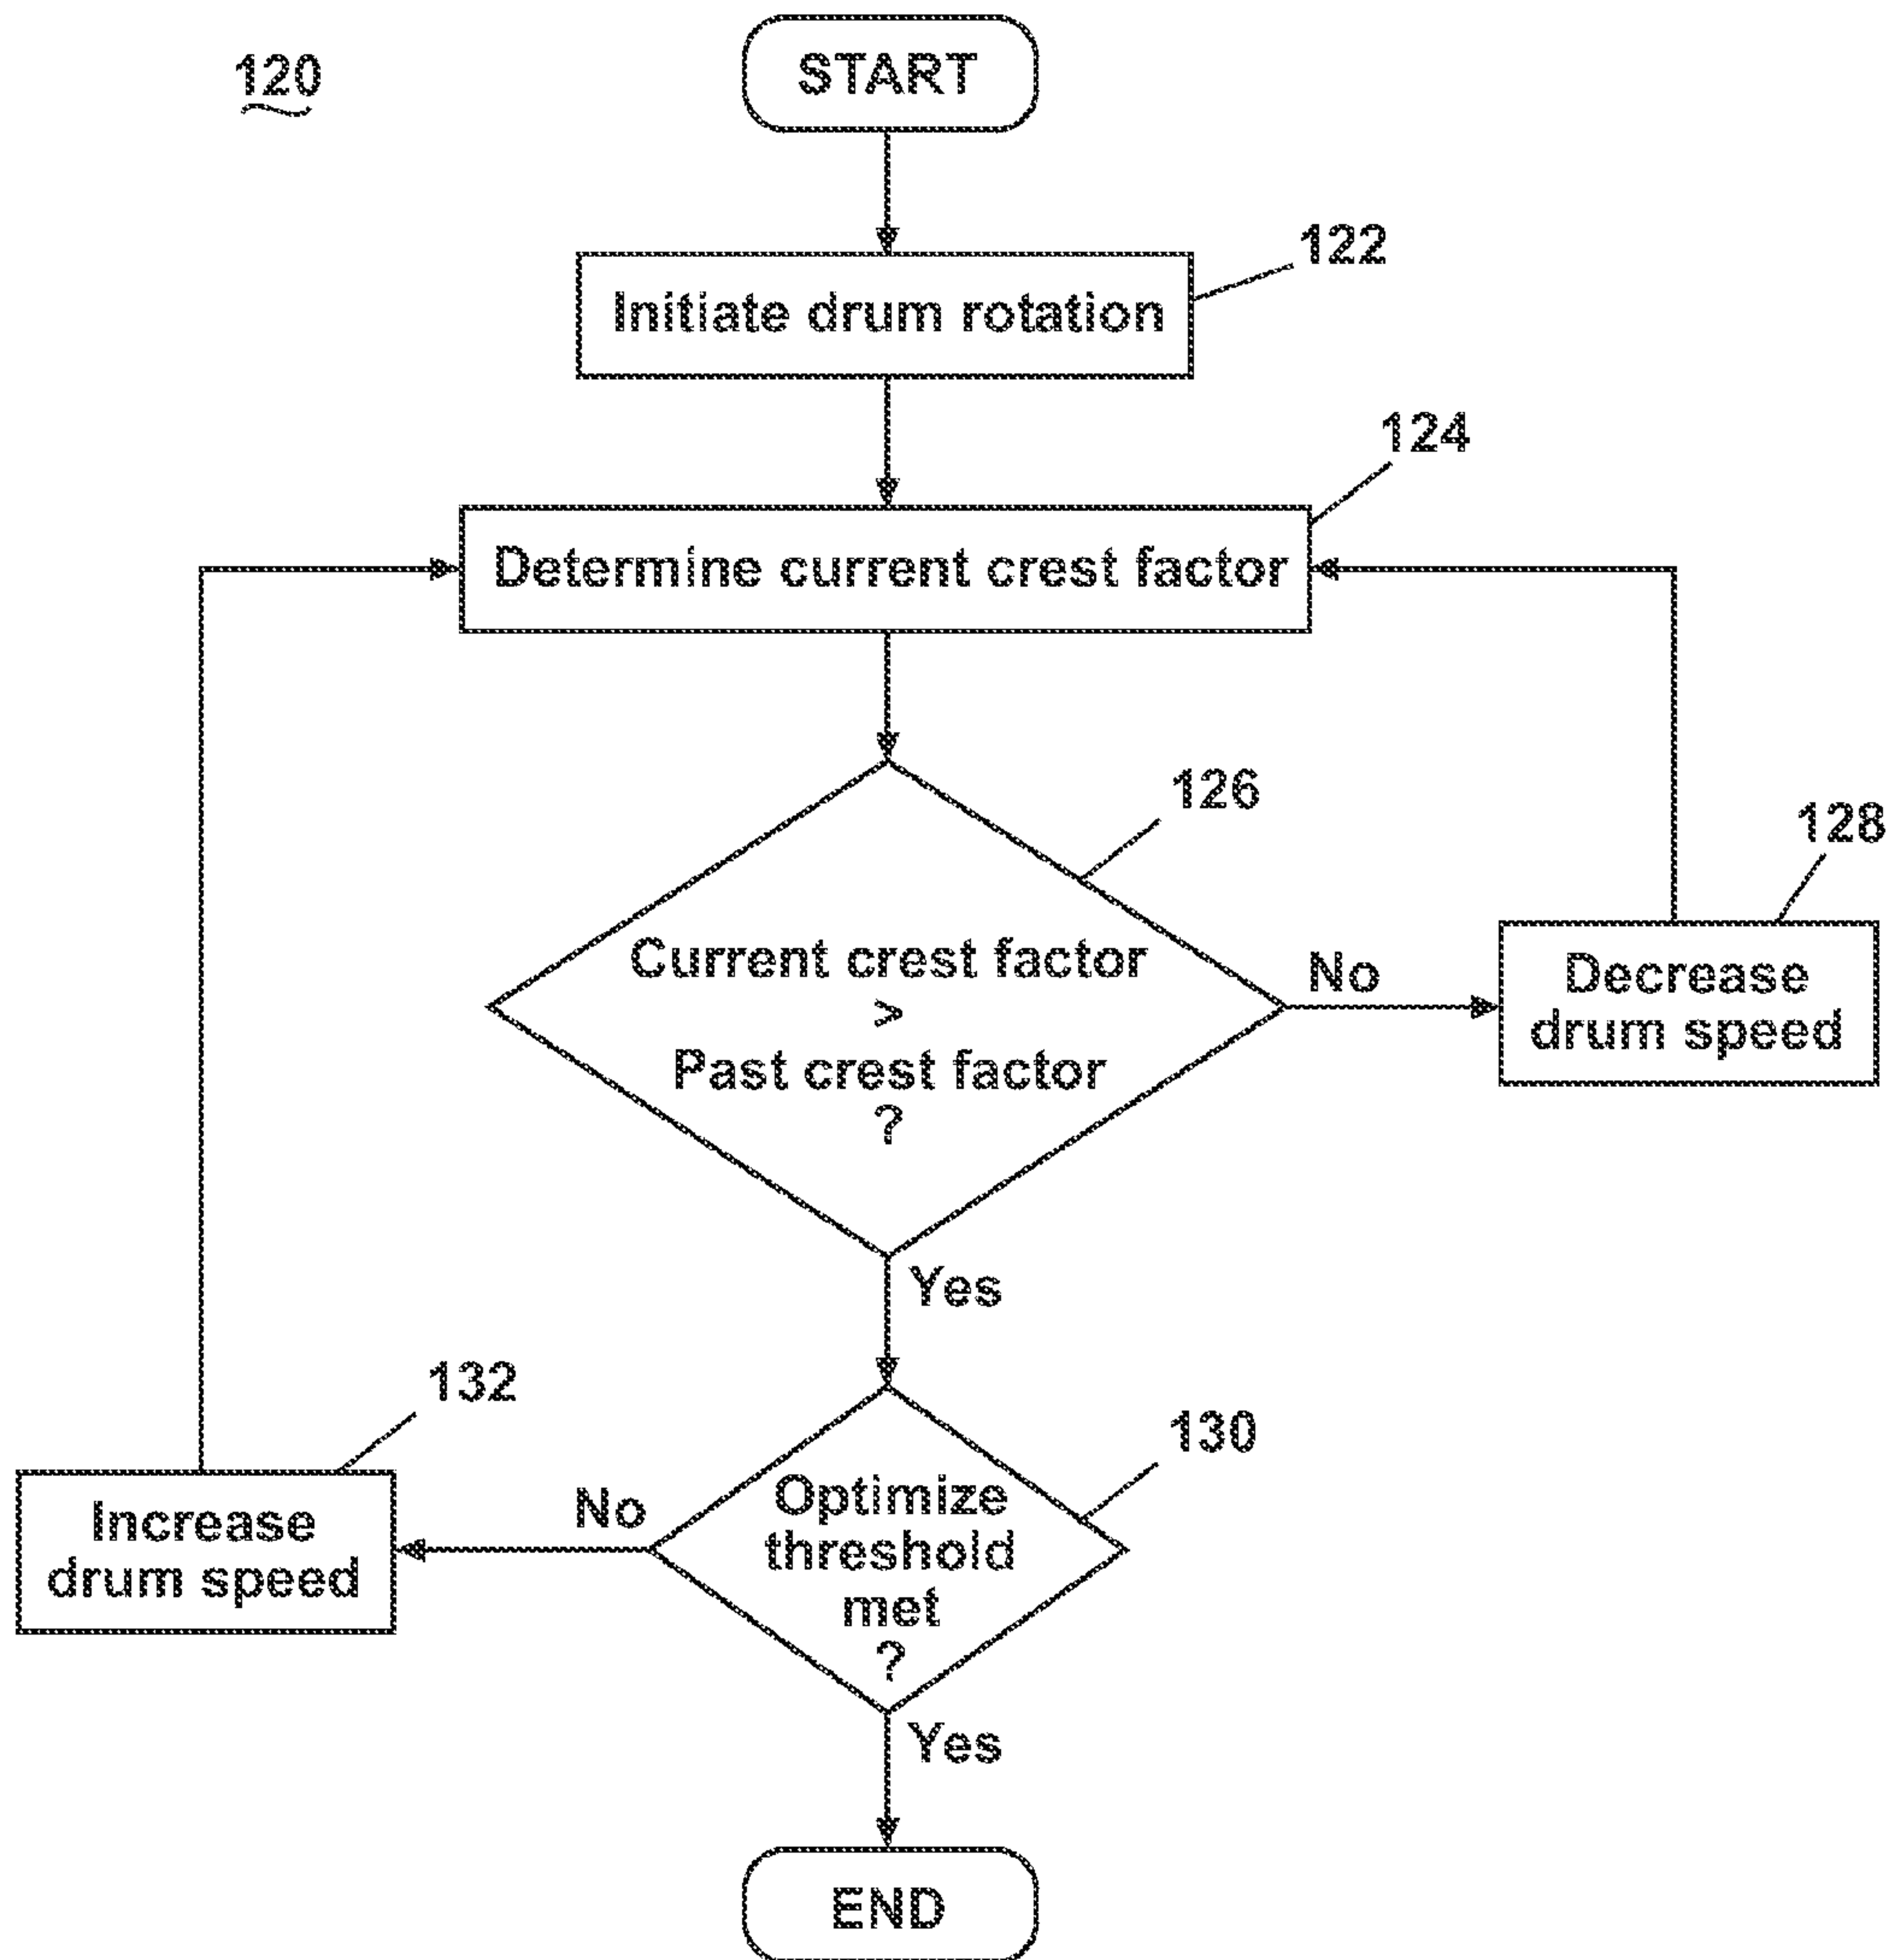 120
START
Initiate drum rotation
122
124
Determine current crest factor
126
128
Current crest factor
>
Past crest factor
?
No
Decrease
drum speed
Yes
132
130
Increase
drum speed
No
Optimize
threshold
met
?
Yes
END